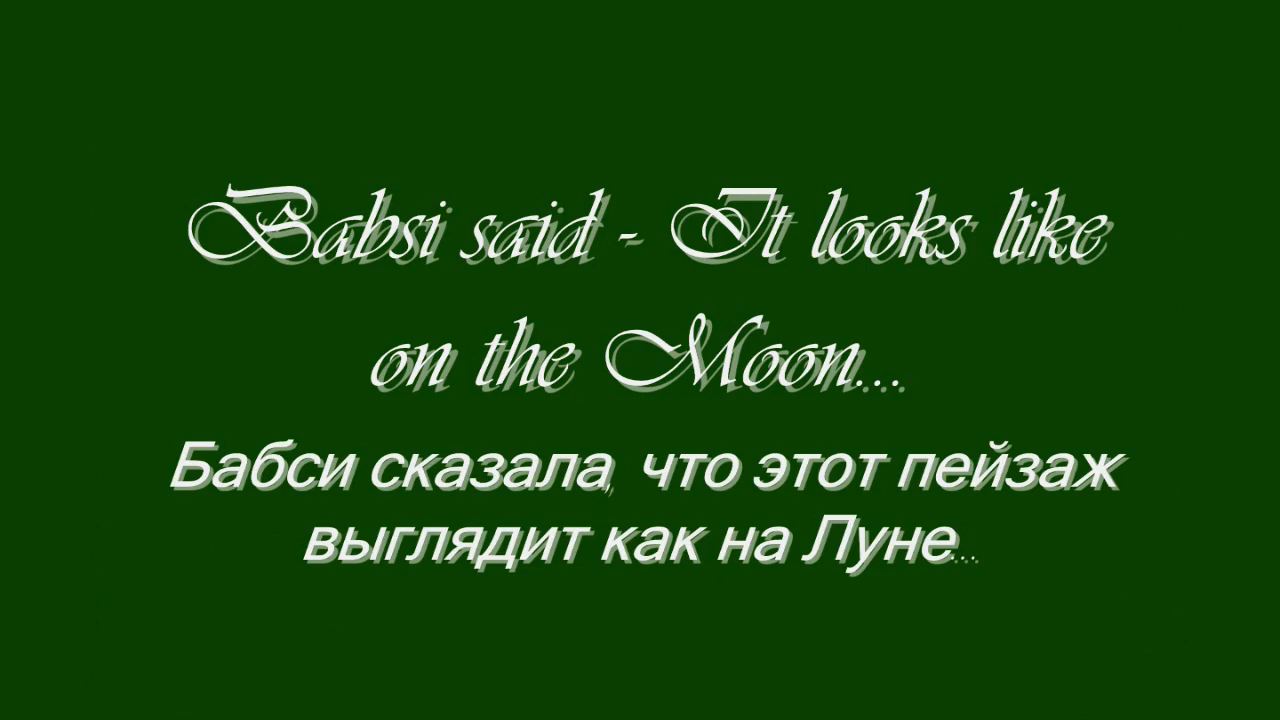 Babsi said - It looks like
on the Moon...
Бабси сказала, что этот пейзаж
выглядит как на Луне...